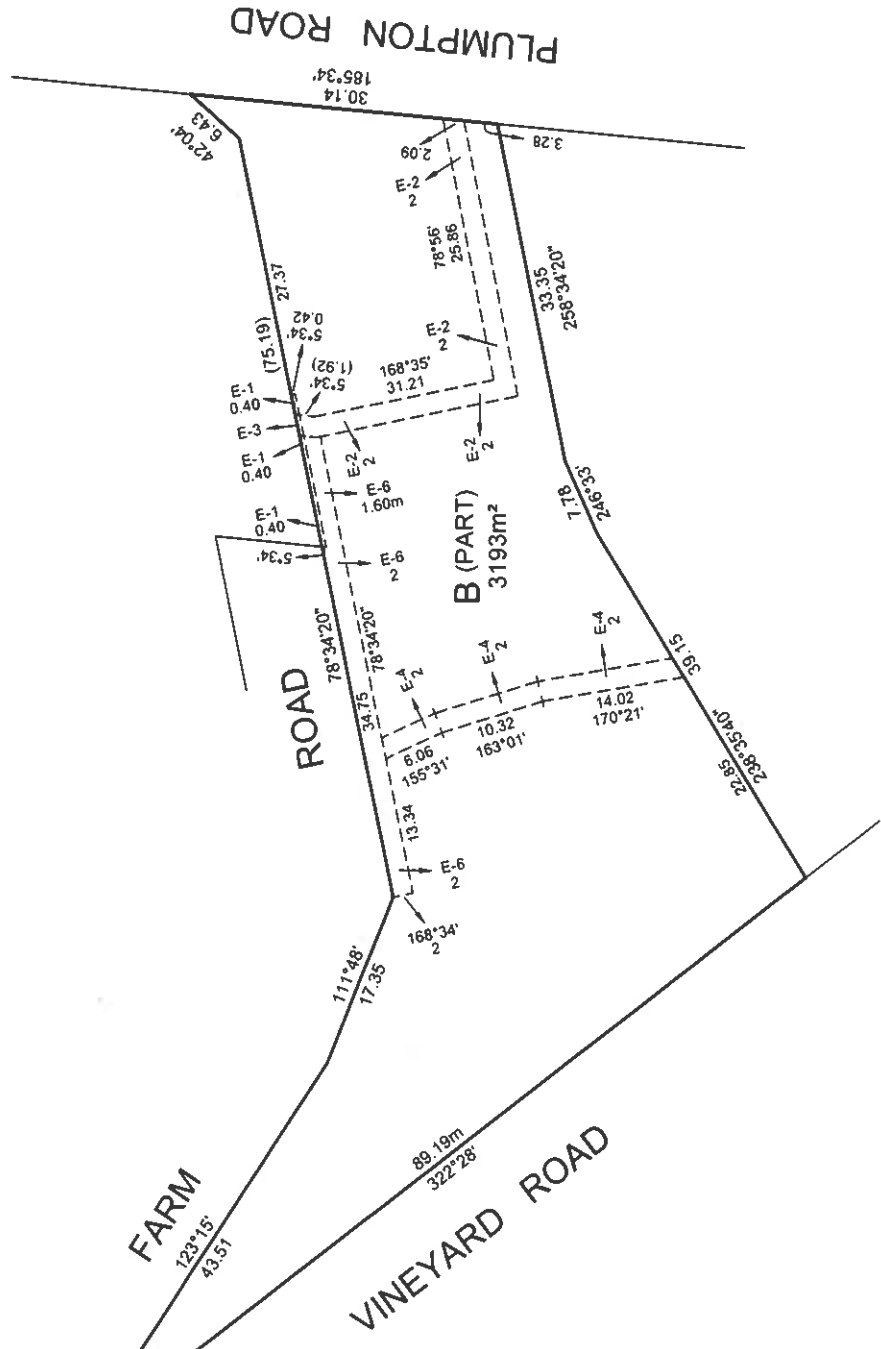 PLUMPTON ROAD
185°34'
30.14
42°04'
6.43
2.09
3.28
E-2
2
78°56'
25.86
27.37
(75.19)
5°34'
0.42
5°34'
(1.92)
E-1
0.40
E-3
E-1
0.40
E-1
0.40
5°34'
168°35'
31.21
E-2
2
E-2
2
E-2
2
33.35
258°34'20"
E-6
1.60m
E-6
2
B (PART)
3193m²
7.78
246°33'
ROAD
78°34'20"
34.75
78°34'20"
E-4
2
E-4
2
E-4
2
6.06
155°31'
10.32
163°01'
14.02
170°21'
39.15
22.85
238°35'40"
13.34
E-6
2
168°34'
2
111°48'
17.35
FARM
123°15'
43.51
89.19m
322°28'
VINEYARD ROAD